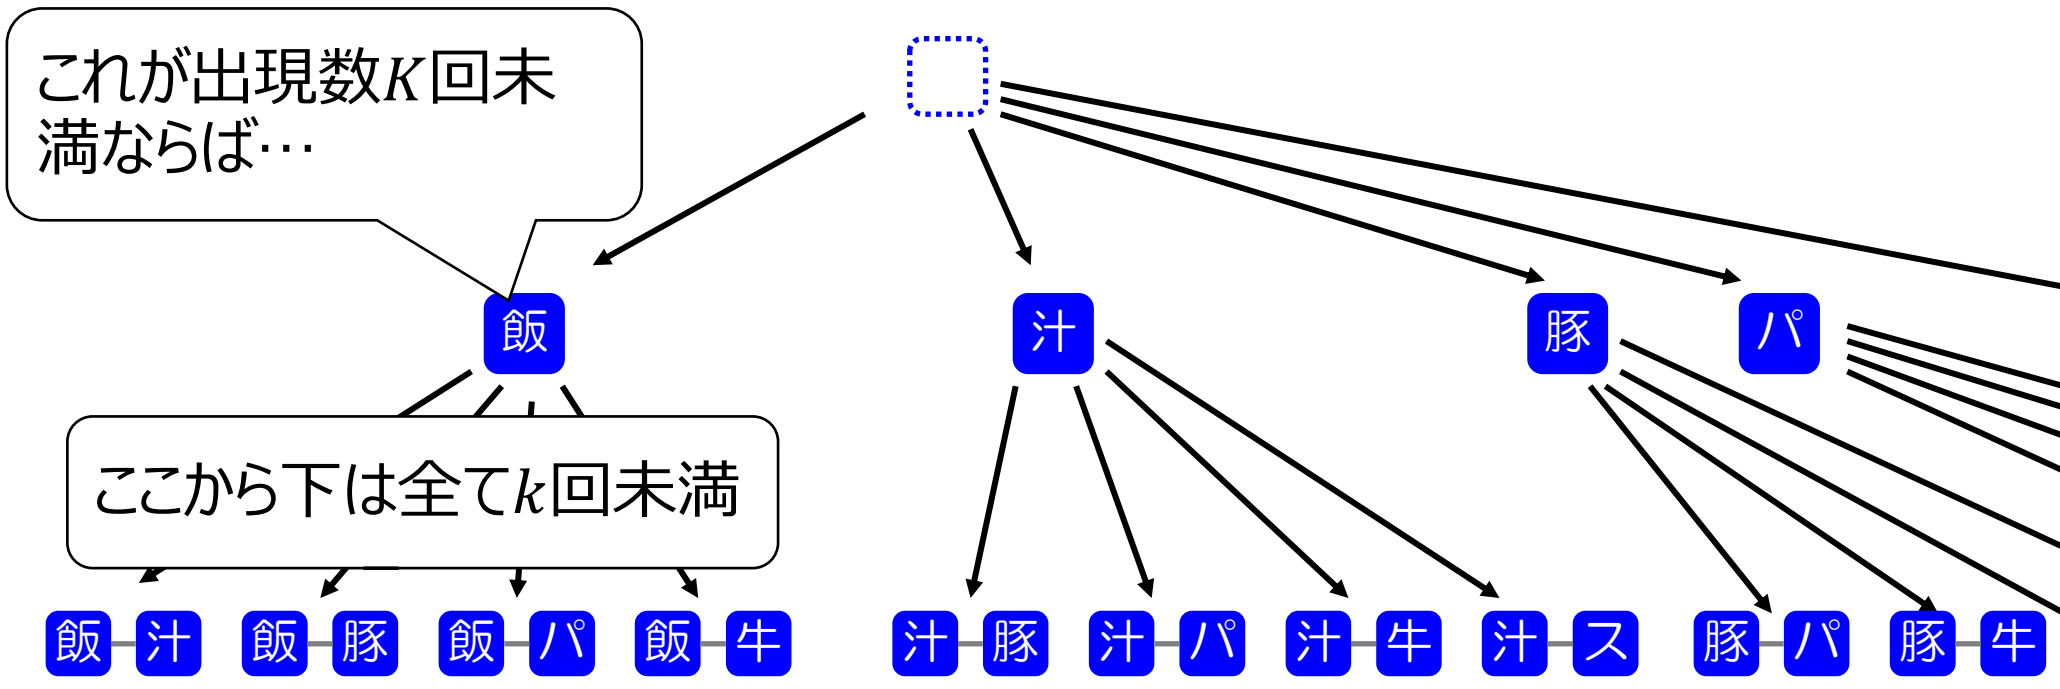 これが出現数K回未
満ならば…
飯 汁 豚 パ
ここから下は全てk回未満
飯 汁 飯 豚 飯 パ 飯 牛 汁 豚 汁 パ 汁 牛 汁 ス 豚 パ 豚 牛